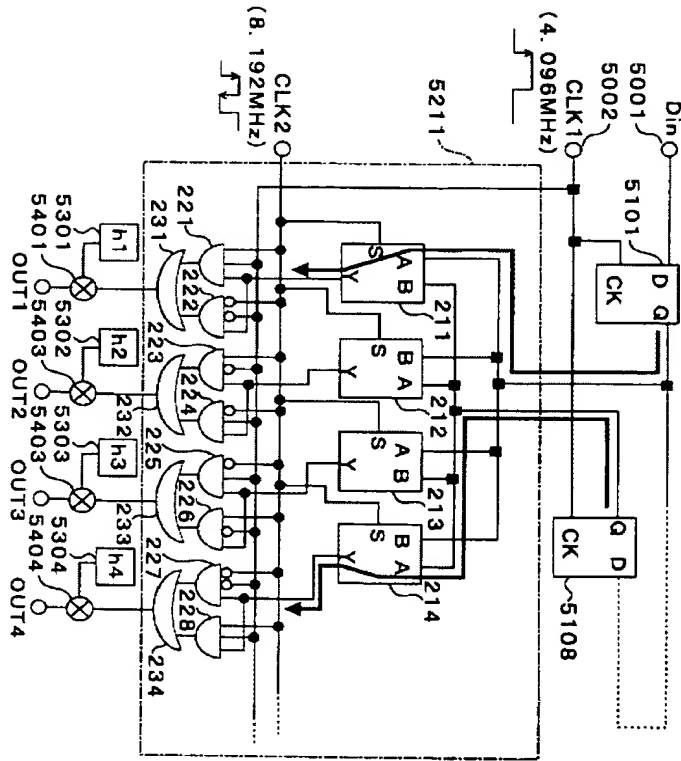 Din
5001
5101
D Q
CK
CLK1
5002
(4. 096MHz)
Q D
CK
5108
5211
CLK2
(8. 192MHz)
A B
S
Y
211
B A
S
Y
212
A B
S
Y
213
B A
S
Y
214
221
222
223
224
225
226
227
228
231
232
233
234
h1
5301
5401
OUT1
h2
5302
5403
OUT2
h3
5303
5403
OUT3
h4
5304
5404
OUT4